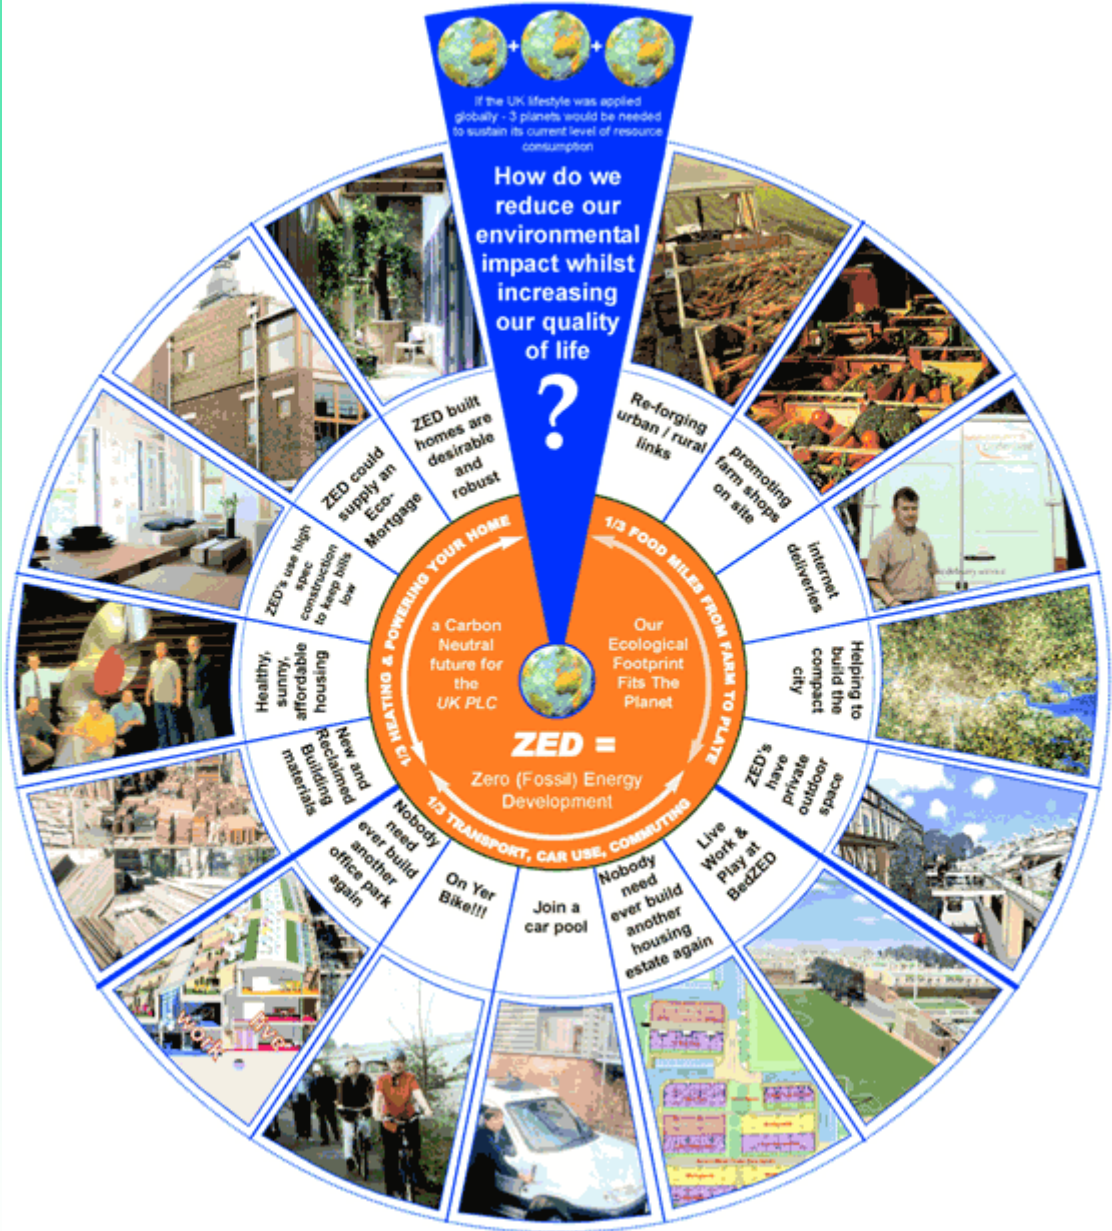 If the UK lifestyle was applied
globally - 3 planets would be needed
to sustain its current level of resource
consumption
How do we
reduce our
environmental
impact whilst
increasing
our quality
of life
?
Re-forging
urban / rural
links
promoting
farm shops
on site
internet
deliveries
Helping to
build the
compact
city
ZED's
have
private
outdoor
space
Live
Work &
Play at
BedZED
Nobody
need
ever build
another
housing
estate again
Join a
car pool
On Yer
Bike!!!
Nobody
need
ever build
another
office park
again
New and
Reclaimed
Building
materials
Healthy,
sunny,
affordable
housing
ZED's use high
spec
construction
to keep bills
low
ZED could
supply an
Eco-
Mortgage
ZED built
homes are
desirable
and
robust
1/3 HEATING & POWERING YOUR HOME
1/3 FOOD MILES FROM FARM TO PLATE
1/3 TRANSPORT, CAR USE, COMMUTING
a Carbon
Neutral
future for
the
UK PLC
Our
Ecological
Footprint
Fits The
Planet
ZED =
Zero (Fossil) Energy
Development
work
live